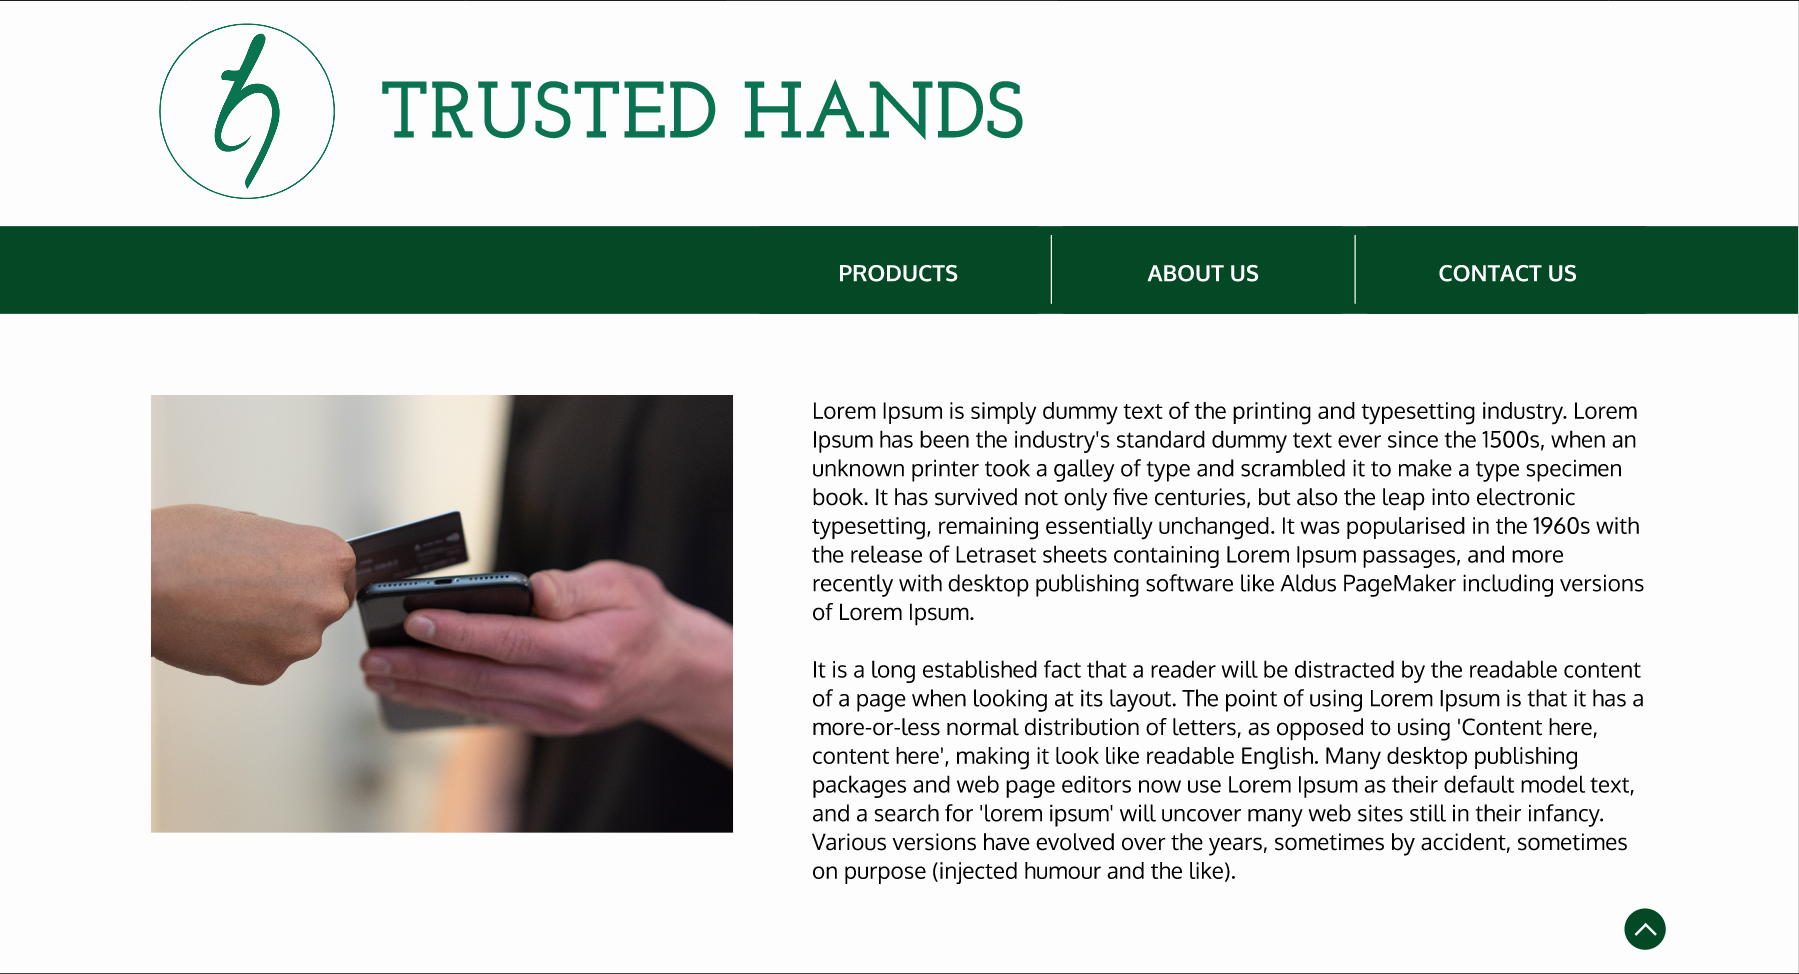 TRUSTED HANDS
PRODUCTS
ABOUT US
CONTACT US
Lorem Ipsum is simply dummy text of the printing and typesetting industry. Lorem
Ipsum has been the industry's standard dummy text ever since the 1500s, when an
unknown printer took a galley of type and scrambled it to make a type specimen
book. It has survived not only five centuries, but also the leap into electronic
typesetting, remaining essentially unchanged. It was popularised in the 1960s with
the release of Letraset sheets containing Lorem Ipsum passages, and more
recently with desktop publishing software like Aldus PageMaker including versions
of Lorem Ipsum.
It is a long established fact that a reader will be distracted by the readable content
of a page when looking at its layout. The point of using Lorem Ipsum is that it has a
more-or-less normal distribution of letters, as opposed to using 'Content here,
content here', making it look like readable English. Many desktop publishing
packages and web page editors now use Lorem Ipsum as their default model text,
and a search for 'lorem ipsum' will uncover many web sites still in their infancy.
Various versions have evolved over the years, sometimes by accident, sometimes
on purpose (injected humour and the like).